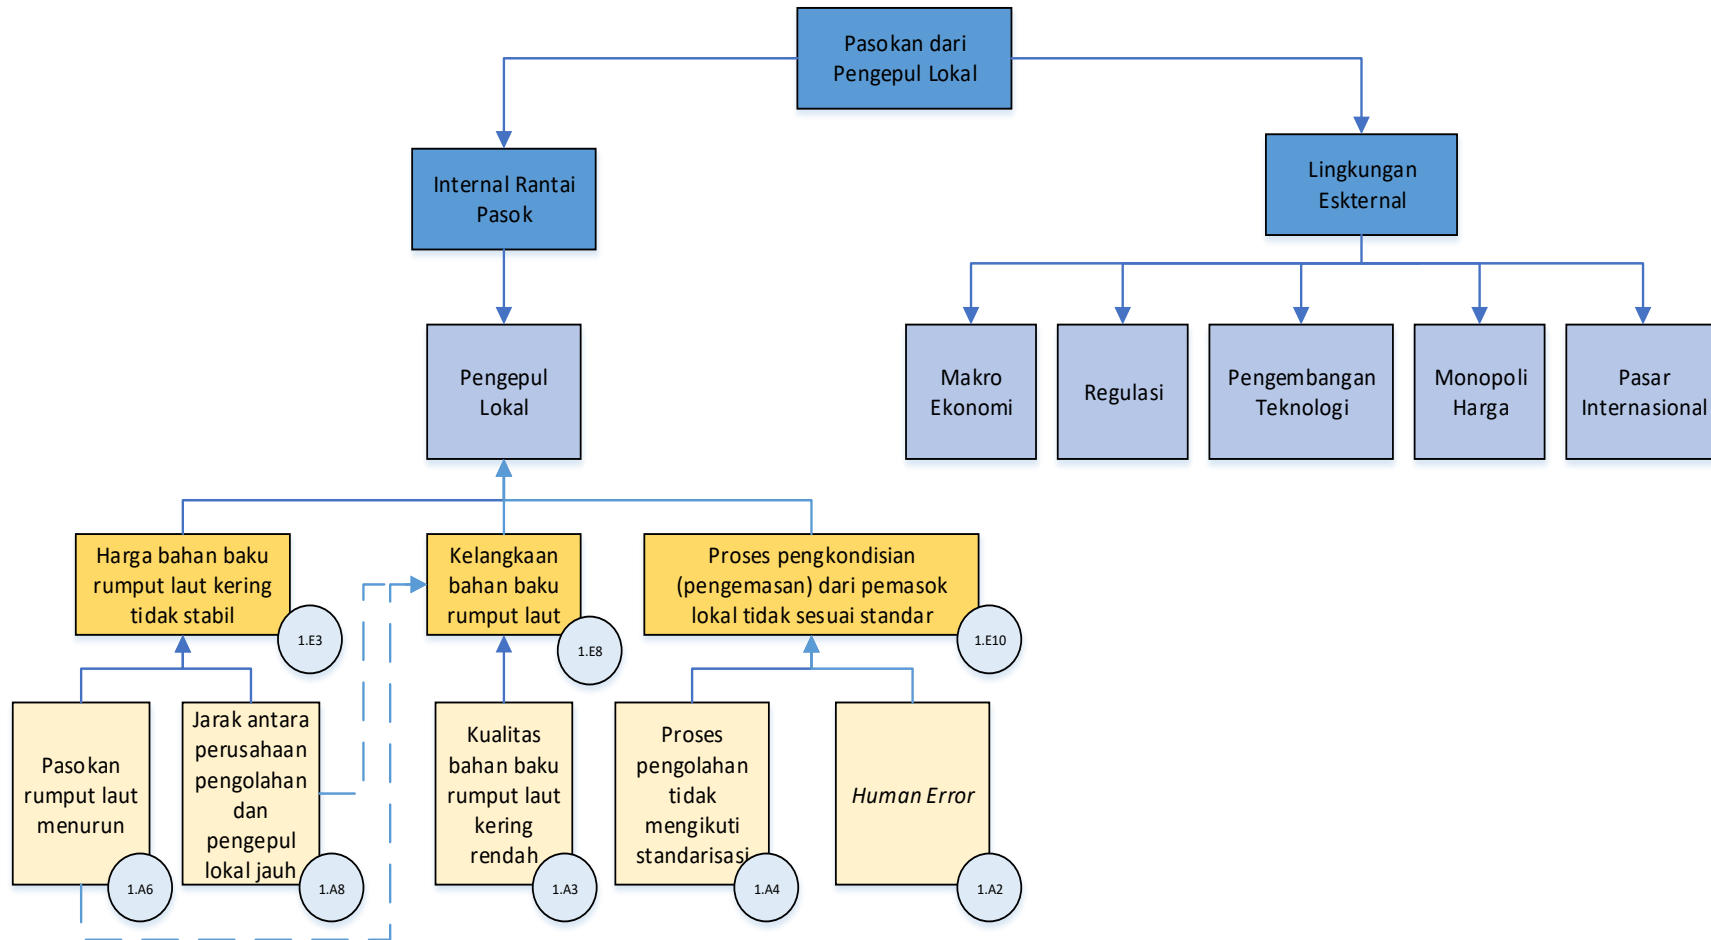 Pasokan dari
Pengepul Lokal
Internal Rantai
Pasok
Lingkungan
Eskternal
Pengepul
Lokal
Makro
Ekonomi
Regulasi
Pengembangan
Teknologi
Monopoli
Harga
Pasar
Internasional
Harga bahan baku
rumput laut kering
tidak stabil
1.E3
Kelangkaan
bahan baku
rumput laut
1.E8
Proses pengkondisian
(pengemasan) dari pemasok
lokal tidak sesuai standar
1.E10
Pasokan
rumput laut
menurun
1.A6
Jarak antara
perusahaan
pengolahan
dan
pengepul
lokal jauh
1.A8
Kualitas
bahan baku
rumput laut
kering
rendah
1.A3
Proses
pengolahan
tidak
mengikuti
standarisasi
1.A4
Human Error
1.A2